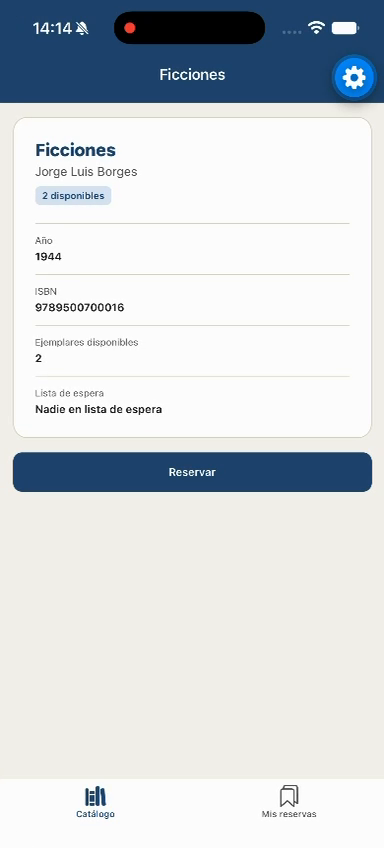 14:14
Ficciones
Ficciones
Jorge Luis Borges
2 disponibles
Año
1944
ISBN
9789500700016
Ejemplares disponibles
2
Lista de espera
Nadie en lista de espera
Reservar
Catálogo
Mis reservas